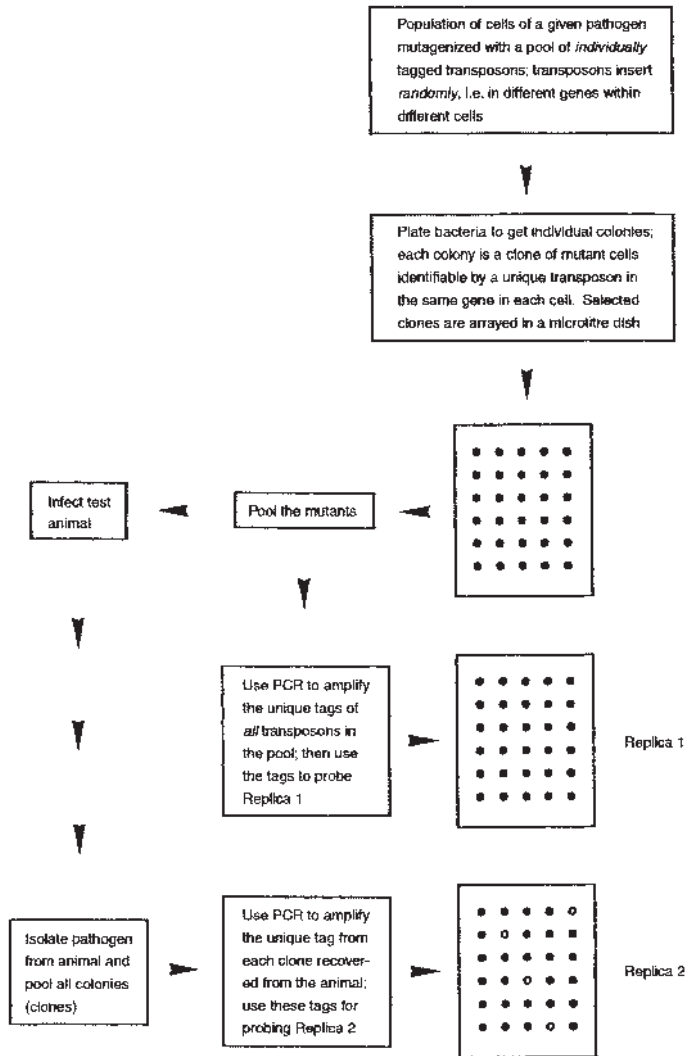 Population of cells of a given pathogen
mutagenized with a pool of individually
tagged transposons; transposons insert
randomly, i.e. in different genes within
different cells
Plate bacteria to get individual colonies;
each colony is a clone of mutant cells
identifiable by a unique transposon in
the same gene in each cell. Selected
clones are arrayed in a microtitre dish
Infect test
animal
Pool the mutants
Use PCR to amplify
the unique tags of
all transposons in
the pool; then use
the tags to probe
Replica 1
Replica 1
Isolate pathogen
from animal and
pool all colonies
(clones)
Use PCR to amplify
the unique tag from
each clone recover-
ed from the animal;
use these tags for
probing Replica 2
Replica 2